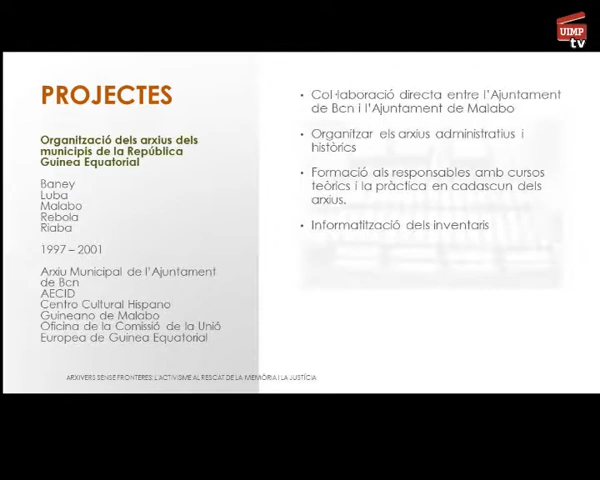 UIMP
tv
PROJECTES
Organització dels arxius dels
municipis de la República
Guinea Equatorial
Baney
Luba
Malabo
Rebola
Riaba
1997 – 2001
Arxiu Municipal de l'Ajuntament
de Bcn
AECID
Centro Cultural Hispano
Guineano de Malabo
Oficina de la Comissió de la Unió
Europea de Guinea Equatorial
• Col·laboració directa entre l'Ajuntament
de Bcn i l'Ajuntament de Malabo
• Organitzar els arxius administratius i
històrics
• Formació als responsables amb cursos
teòrics i la pràctica en cadascun dels
arxius.
• Informatització dels inventaris
ARXIVERS SENSE FRONTERES: L'ACTIVISME AL RESCAT DE LA MEMÒRIA I LA JUSTÍCIA